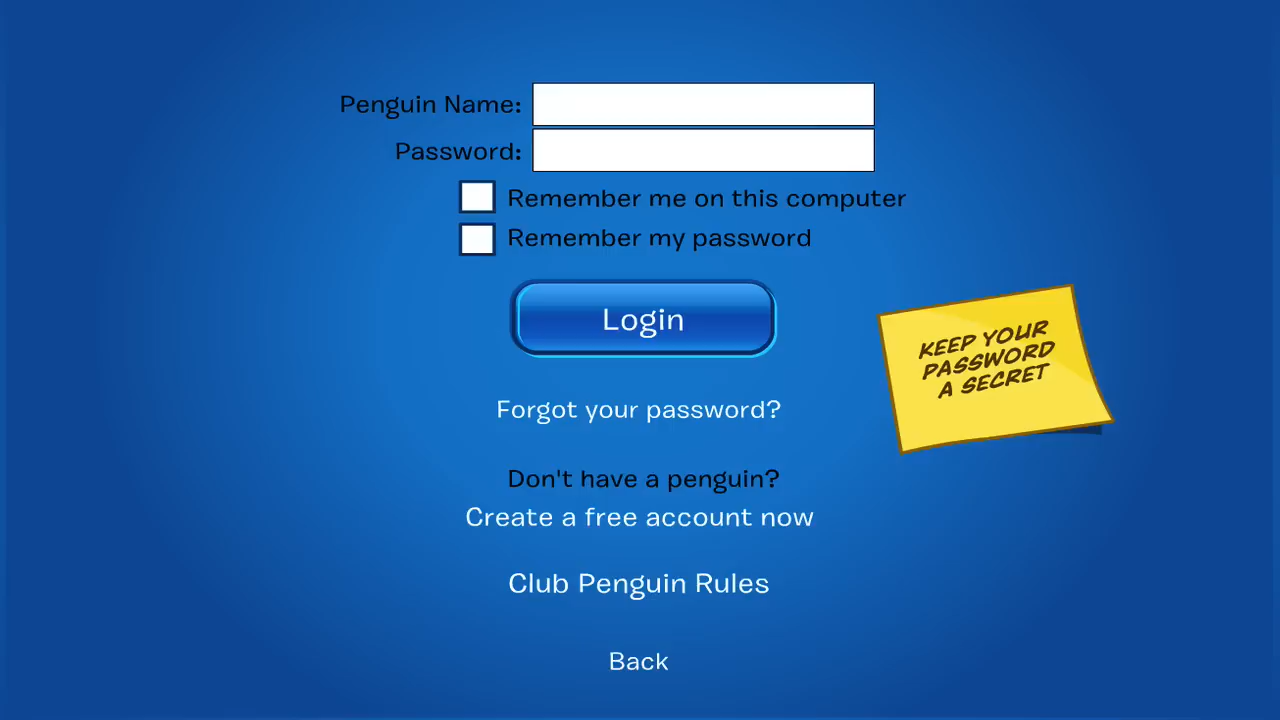 Penguin Name:
Password:
Remember me on this computer
Remember my password
Login
KEEP YOUR
PASSWORD
A SECRET
Forgot your password?
Don't have a penguin?
Create a free account now
Club Penguin Rules
Back